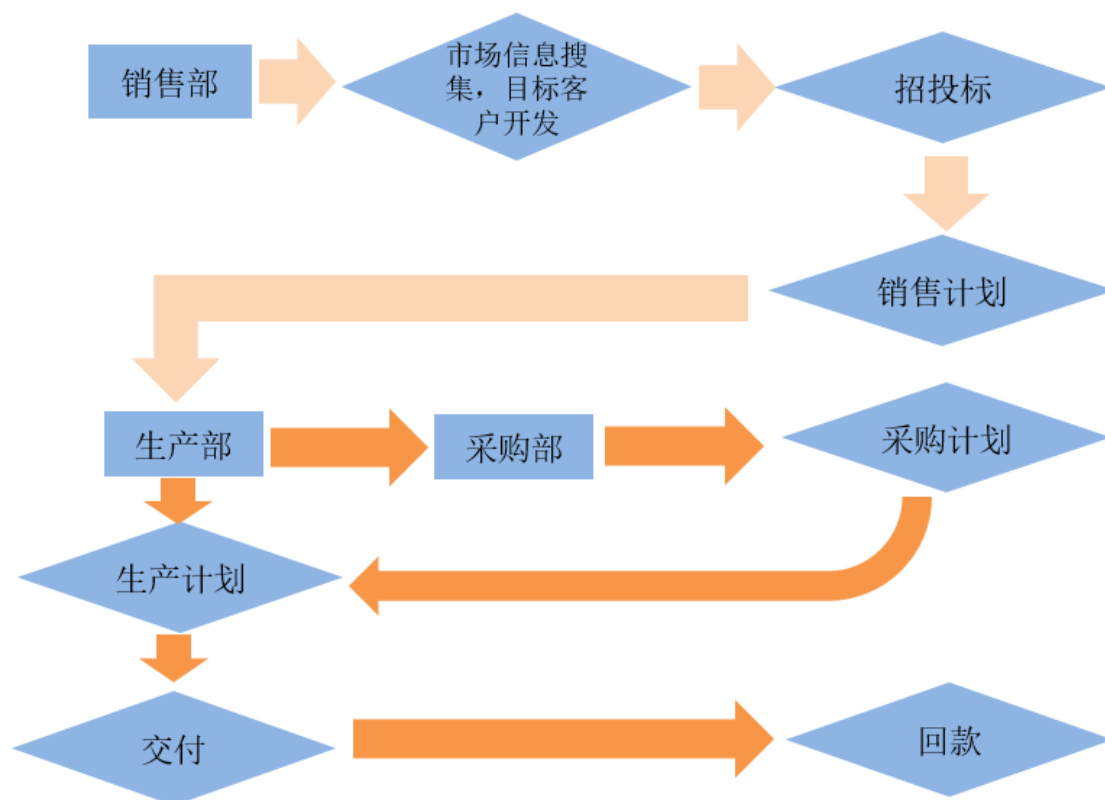 销售部
市场信息搜
集，目标客
户开发
招投标
销售计划
生产部
采购部
采购计划
生产计划
交付
回款